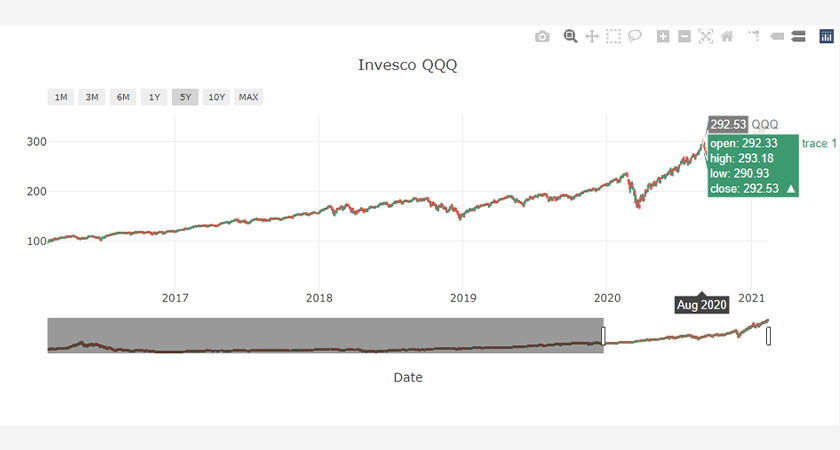 Invesco QQQ
1M 3M 6M 1Y 5Y 10Y MAX
292.53 QQQ
open: 292.33
high: 293.18
low: 290.93
close: 292.53 ▲
trace 1
300
200
100
2017 2018 2019 2020 2021
Aug 2020
Date